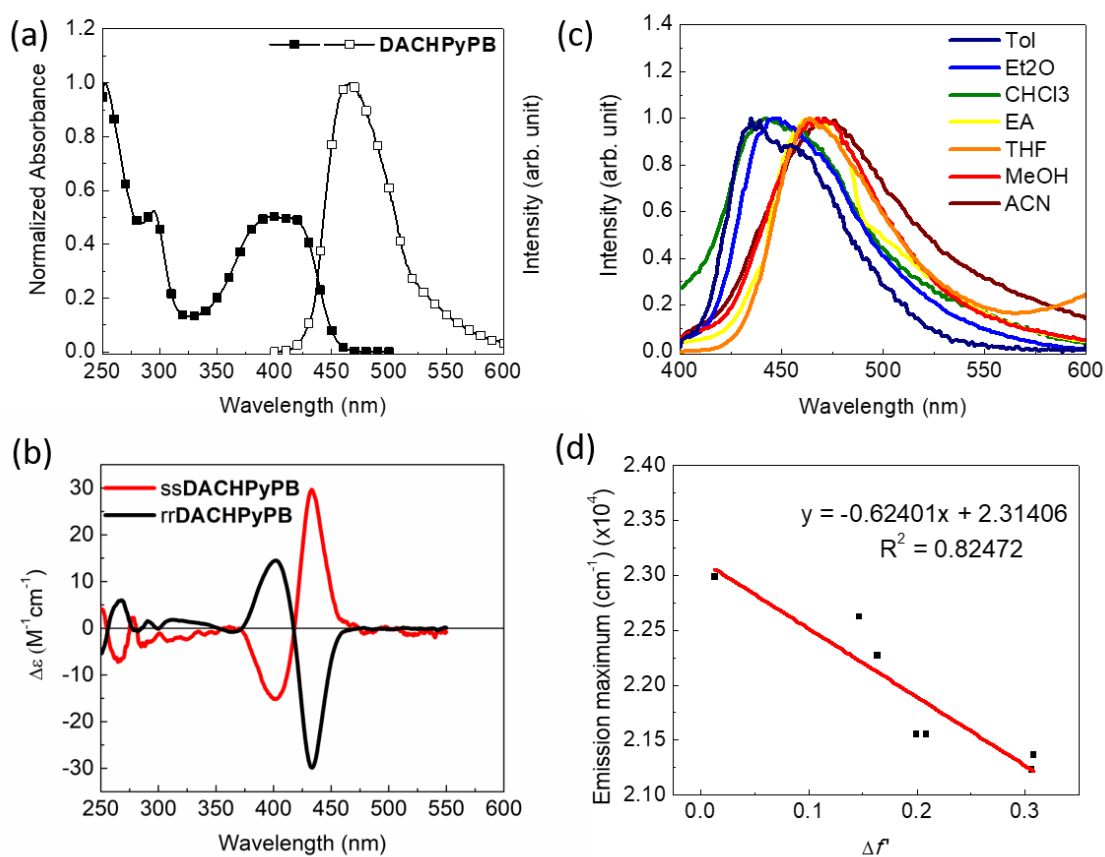 (a)
DACHPyPB
Normalized Absorbance
1.2
1.0
0.8
0.6
0.4
0.2
0.0
250 300 350 400 450 500 550 600
Wavelength (nm)
Intensity (arb. unit)
(c)
Tol
Et2O
CHCl3
EA
THF
MeOH
ACN
Intensity (arb. unit)
1.4
1.2
1.0
0.8
0.6
0.4
0.2
0.0
400 450 500 550 600
Wavelength (nm)
(b)
ssDACHPyPB
rrDACHPyPB
Δε (M⁻¹cm⁻¹)
30
20
10
0
-10
-20
-30
250 300 350 400 450 500 550 600
Wavelength (nm)
(d)
y = -0.62401x + 2.31406
R² = 0.82472
Emission maximum (cm⁻¹) (x10⁴)
2.40
2.30
2.20
2.10
0.0 0.1 0.2 0.3
Δf'